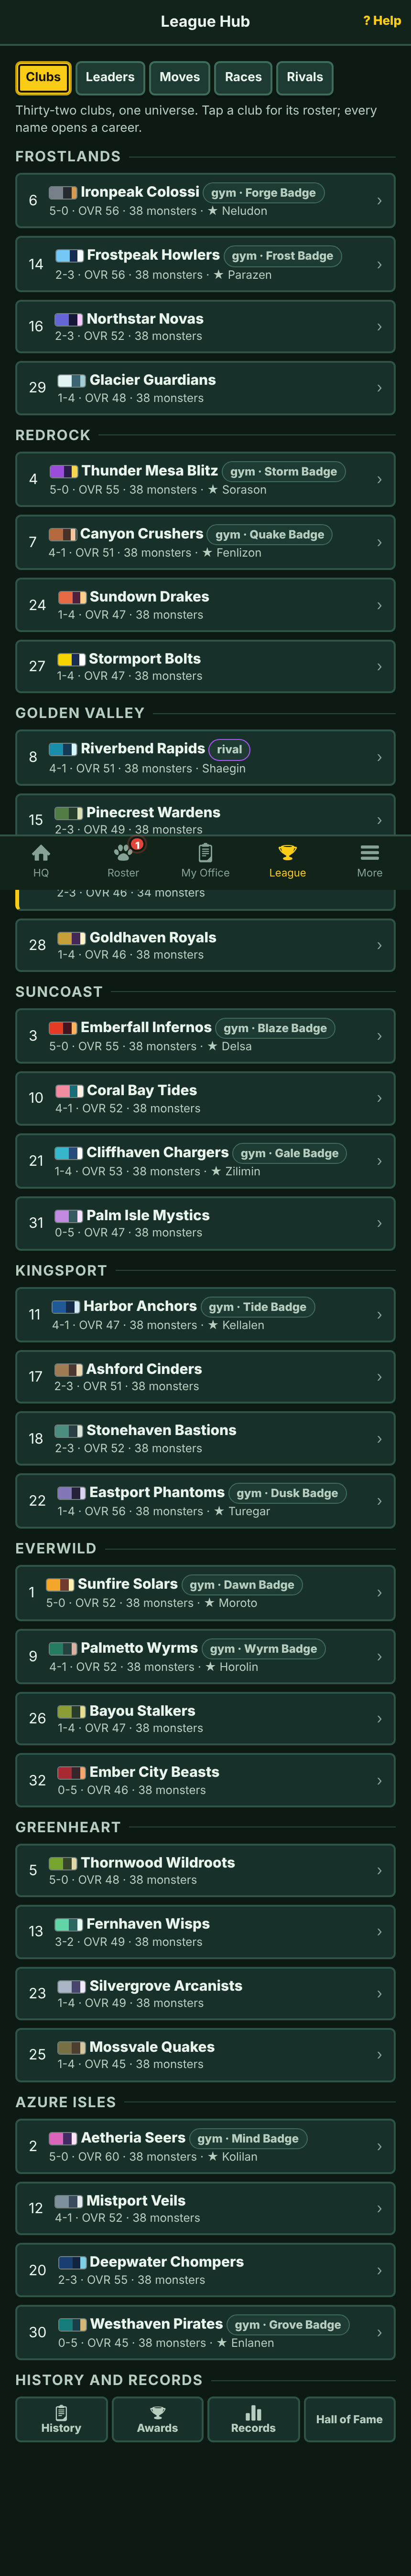 League Hub
? Help
Clubs
Leaders
Moves
Races
Rivals
Thirty-two clubs, one universe. Tap a club for its roster; every
name opens a career.
FROSTLANDS
6 Ironpeak Colossi gym · Forge Badge
5-0 · OVR 56 · 38 monsters · ★ Neludon
14 Frostpeak Howlers gym · Frost Badge
2-3 · OVR 56 · 38 monsters · ★ Parazen
16 Northstar Novas
2-3 · OVR 52 · 38 monsters
29 Glacier Guardians
1-4 · OVR 48 · 38 monsters
REDROCK
4 Thunder Mesa Blitz gym · Storm Badge
5-0 · OVR 55 · 38 monsters · ★ Sorason
7 Canyon Crushers gym · Quake Badge
4-1 · OVR 51 · 38 monsters · ★ Fenlizon
24 Sundown Drakes
1-4 · OVR 47 · 38 monsters
27 Stormport Bolts
1-4 · OVR 47 · 38 monsters
GOLDEN VALLEY
8 Riverbend Rapids rival
4-1 · OVR 51 · 38 monsters · Shaegin
15 Pinecrest Wardens
2-3 · OVR 49 · 38 monsters
HQ
1
Roster
My Office
League
More
2-3 · OVR 46 · 34 monsters
28 Goldhaven Royals
1-4 · OVR 46 · 38 monsters
SUNCOAST
3 Emberfall Infernos gym · Blaze Badge
5-0 · OVR 55 · 38 monsters · ★ Delsa
10 Coral Bay Tides
4-1 · OVR 52 · 38 monsters
21 Cliffhaven Chargers gym · Gale Badge
1-4 · OVR 53 · 38 monsters · ★ Zilimin
31 Palm Isle Mystics
0-5 · OVR 47 · 38 monsters
KINGSPORT
11 Harbor Anchors gym · Tide Badge
4-1 · OVR 47 · 38 monsters · ★ Kellalen
17 Ashford Cinders
2-3 · OVR 51 · 38 monsters
18 Stonehaven Bastions
2-3 · OVR 52 · 38 monsters
22 Eastport Phantoms gym · Dusk Badge
1-4 · OVR 56 · 38 monsters · ★ Turegar
EVERWILD
1 Sunfire Solars gym · Dawn Badge
5-0 · OVR 52 · 38 monsters · ★ Moroto
9 Palmetto Wyrms gym · Wyrm Badge
4-1 · OVR 52 · 38 monsters · ★ Horolin
26 Bayou Stalkers
1-4 · OVR 47 · 38 monsters
32 Ember City Beasts
0-5 · OVR 46 · 38 monsters
GREENHEART
5 Thornwood Wildroots
5-0 · OVR 48 · 38 monsters
13 Fernhaven Wisps
3-2 · OVR 49 · 38 monsters
23 Silvergrove Arcanists
1-4 · OVR 49 · 38 monsters
25 Mossvale Quakes
1-4 · OVR 45 · 38 monsters
AZURE ISLES
2 Aetheria Seers gym · Mind Badge
5-0 · OVR 60 · 38 monsters · ★ Kolilan
12 Mistport Veils
4-1 · OVR 52 · 38 monsters
20 Deepwater Chompers
2-3 · OVR 55 · 38 monsters
30 Westhaven Pirates gym · Grove Badge
0-5 · OVR 45 · 38 monsters · ★ Enlanen
HISTORY AND RECORDS
History
Awards
Records
Hall of Fame